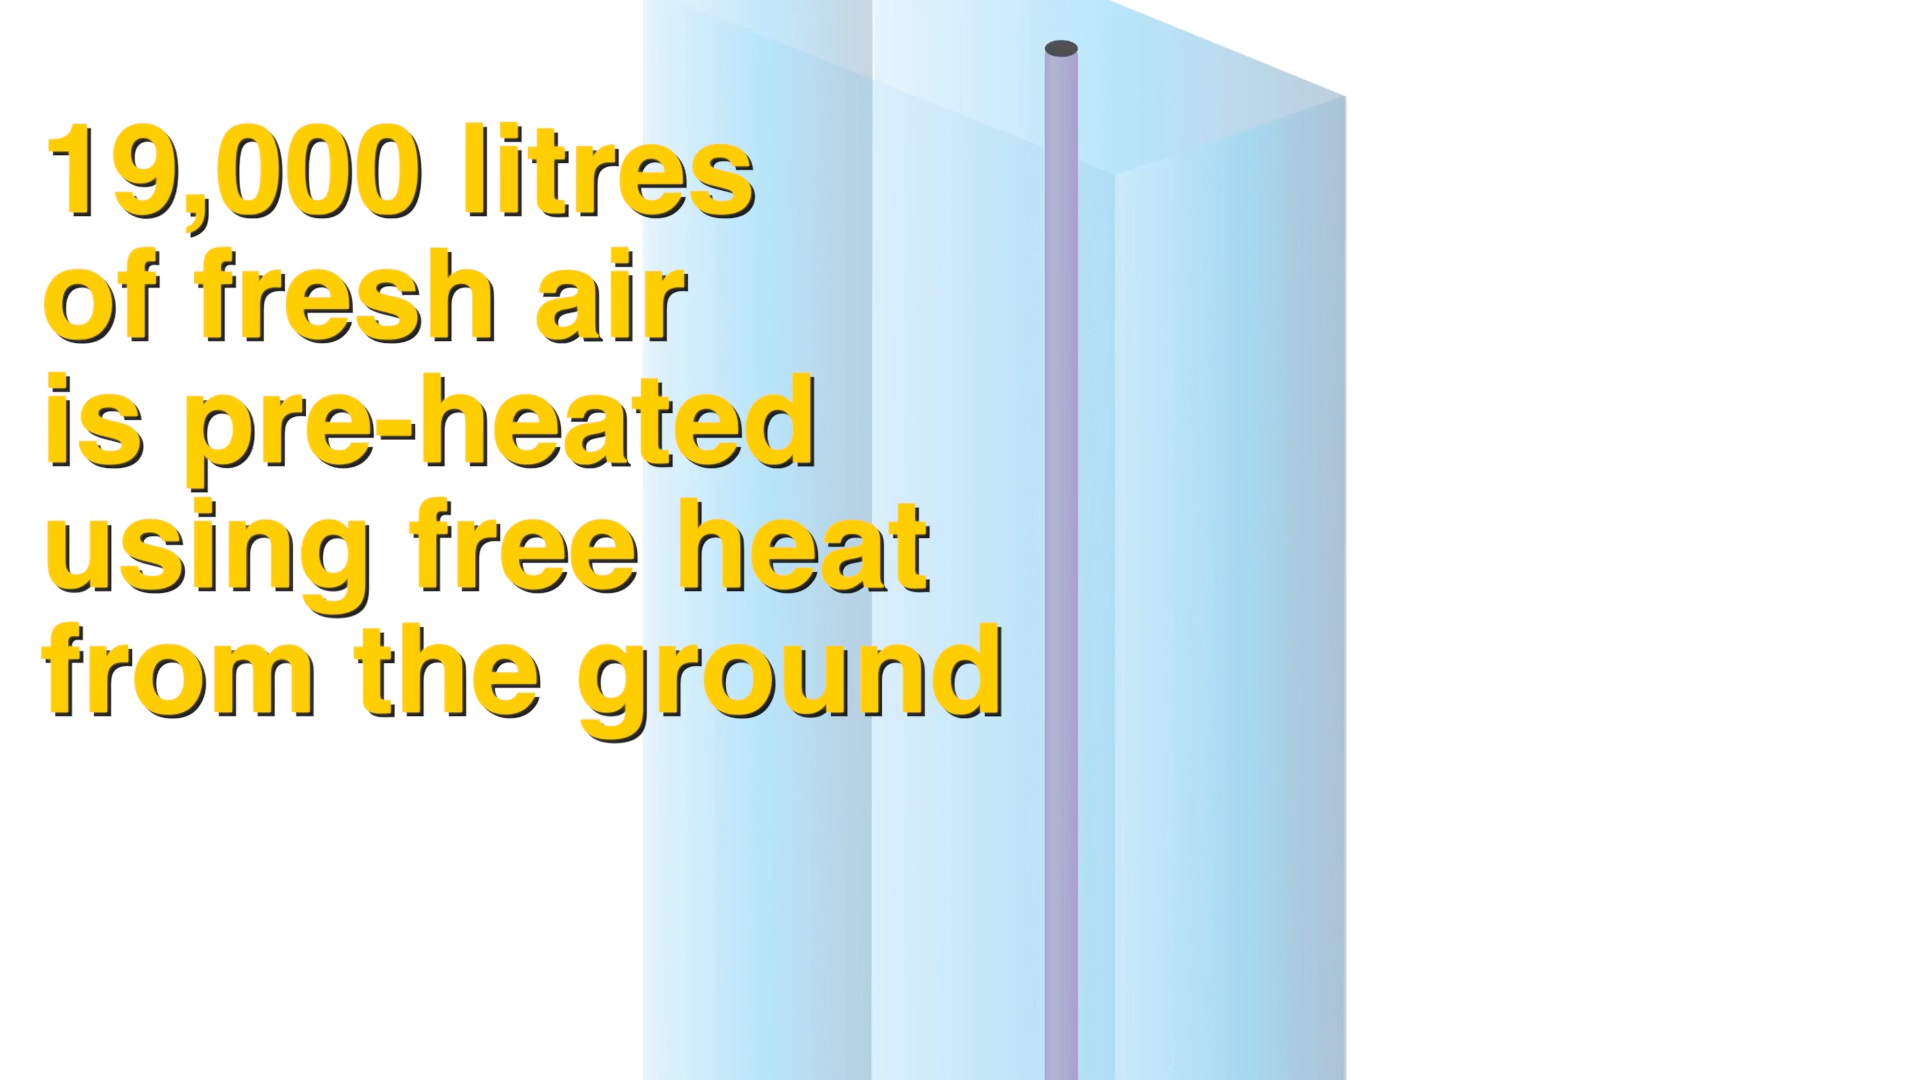 19,000 litres
of fresh air
is pre-heated
using free heat
from the ground